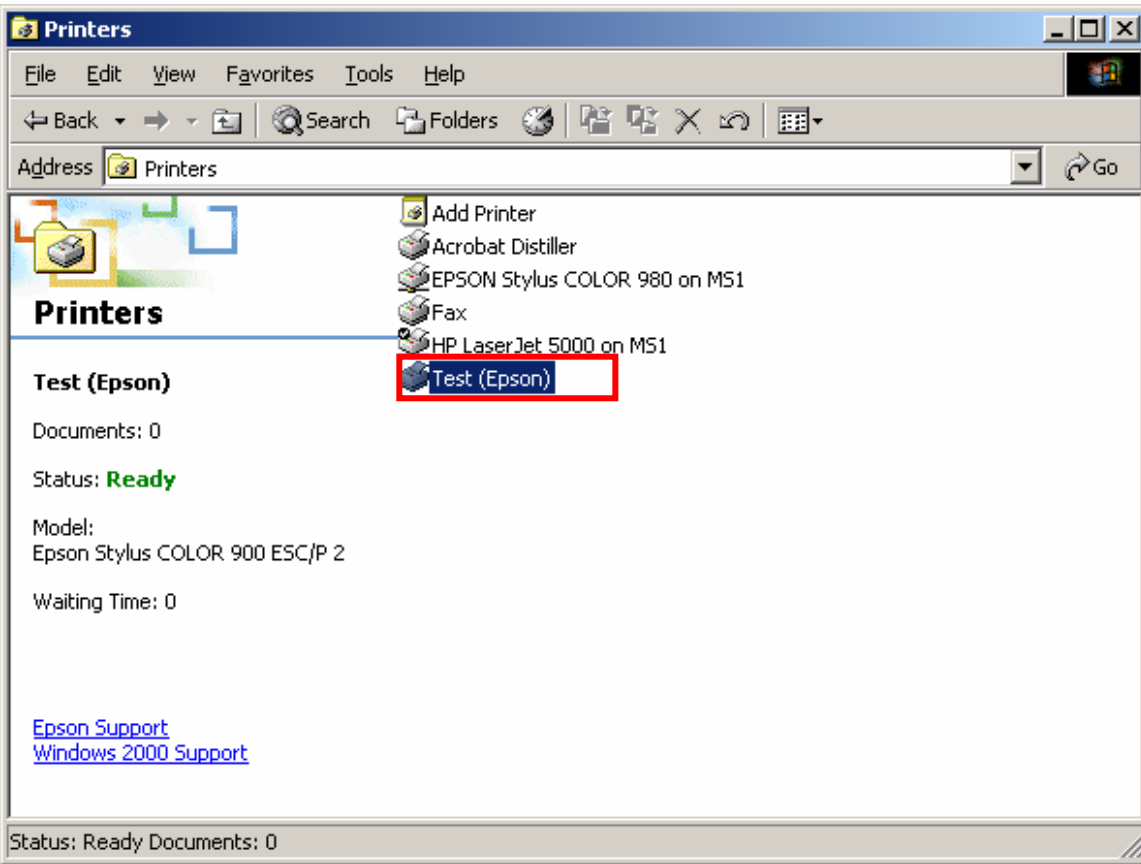 Printers
File Edit View Favorites Tools Help
Back Search Folders
Address Printers Go
Printers
Test (Epson)
Documents: 0
Status: Ready
Model:
Epson Stylus COLOR 900 ESC/P 2
Waiting Time: 0
Epson Support
Windows 2000 Support
Add Printer
Acrobat Distiller
EPSON Stylus COLOR 980 on MS1
Fax
HP LaserJet 5000 on MS1
Test (Epson)
Status: Ready Documents: 0